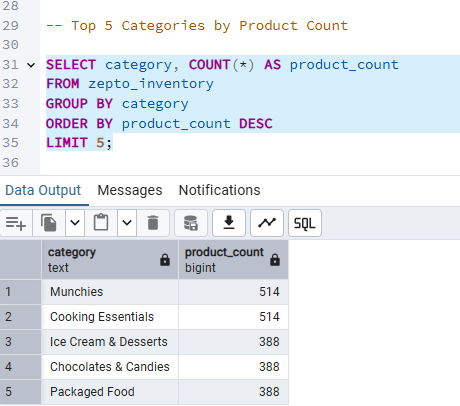 28
29 -- Top 5 Categories by Product Count
30
31 SELECT category, COUNT(*) AS product_count
32 FROM zepto_inventory
33 GROUP BY category
34 ORDER BY product_count DESC
35 LIMIT 5;
36
Data Output Messages Notifications
SQL
category product_count
text bigint
1 Munchies 514
2 Cooking Essentials 514
3 Ice Cream & Desserts 388
4 Chocolates & Candies 388
5 Packaged Food 388